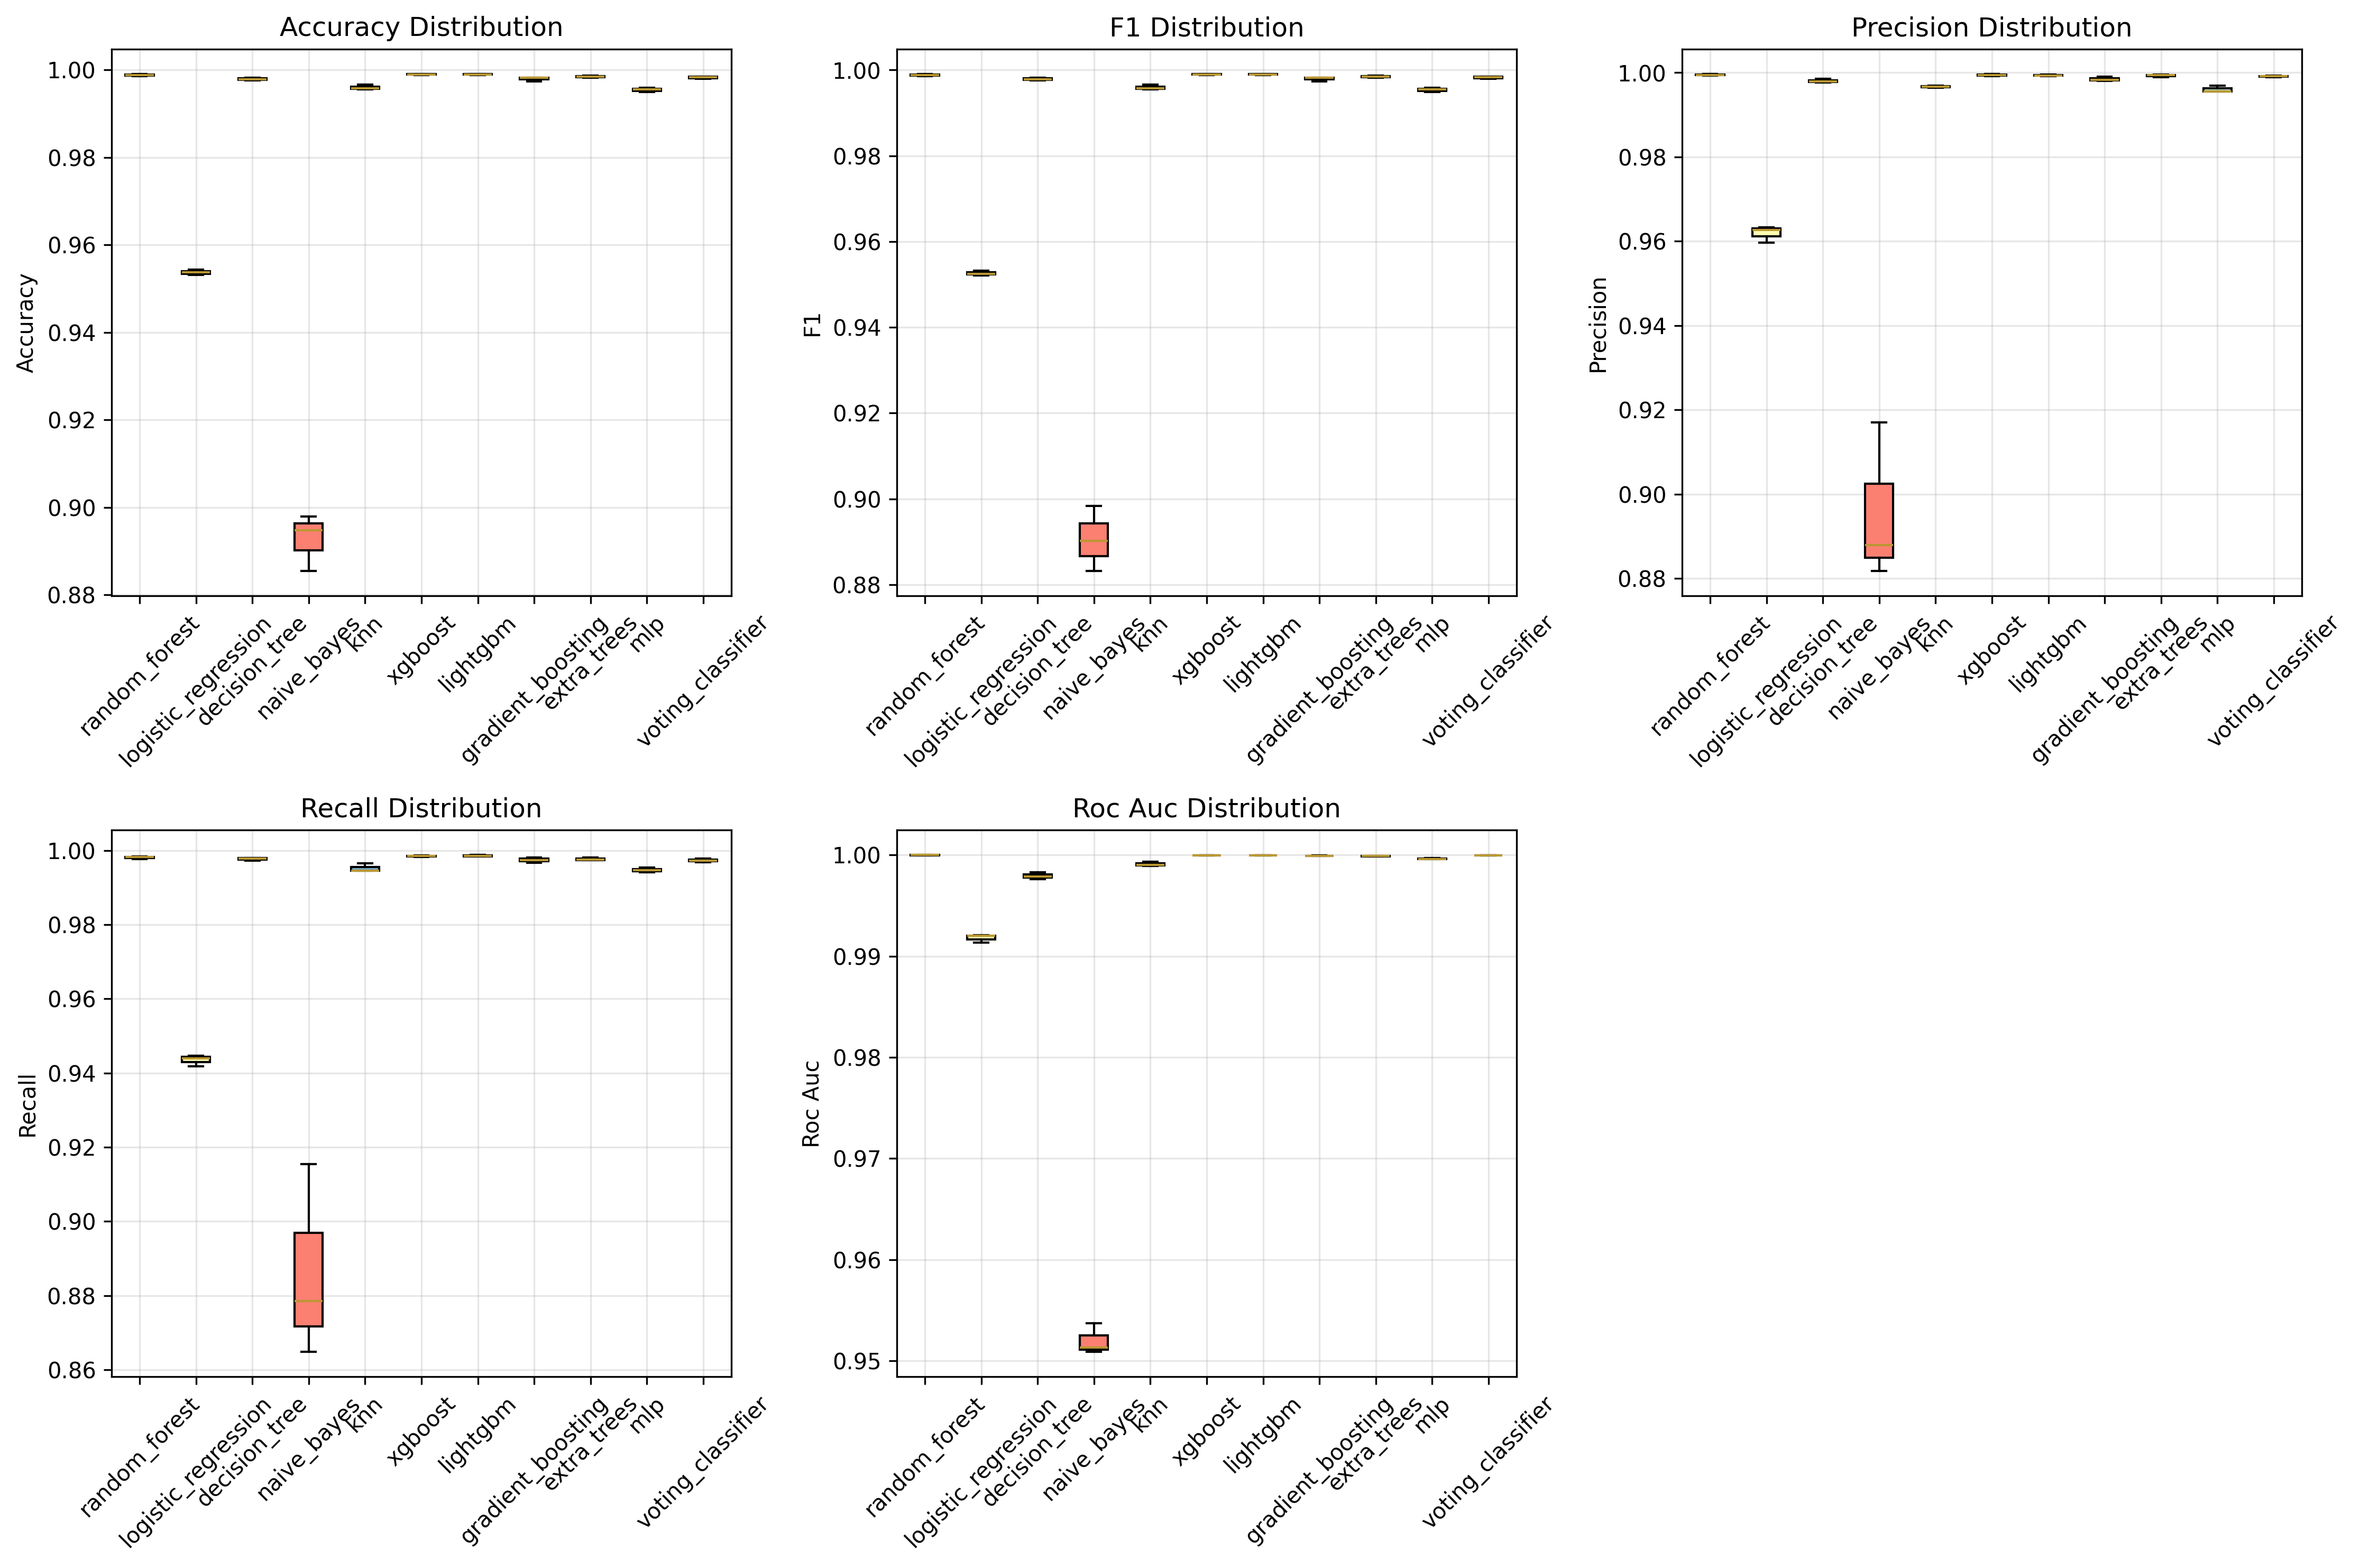 Accuracy Distribution
Accuracy
1.00
0.98
0.96
0.94
0.92
0.90
0.88
random_forest
logistic_regression
decision_tree
naive_bayes
knn
xgboost
lightgbm
gradient_boosting
extra_trees
mlp
voting_classifier
F1 Distribution
F1
1.00
0.98
0.96
0.94
0.92
0.90
0.88
random_forest
logistic_regression
decision_tree
naive_bayes
knn
xgboost
lightgbm
gradient_boosting
extra_trees
mlp
voting_classifier
Precision Distribution
Precision
1.00
0.98
0.96
0.94
0.92
0.90
0.88
random_forest
logistic_regression
decision_tree
naive_bayes
knn
xgboost
lightgbm
gradient_boosting
extra_trees
mlp
voting_classifier
Recall Distribution
Recall
1.00
0.98
0.96
0.94
0.92
0.90
0.88
0.86
random_forest
logistic_regression
decision_tree
naive_bayes
knn
xgboost
lightgbm
gradient_boosting
extra_trees
mlp
voting_classifier
Roc Auc Distribution
Roc Auc
1.00
0.99
0.98
0.97
0.96
0.95
random_forest
logistic_regression
decision_tree
naive_bayes
knn
xgboost
lightgbm
gradient_boosting
extra_trees
mlp
voting_classifier